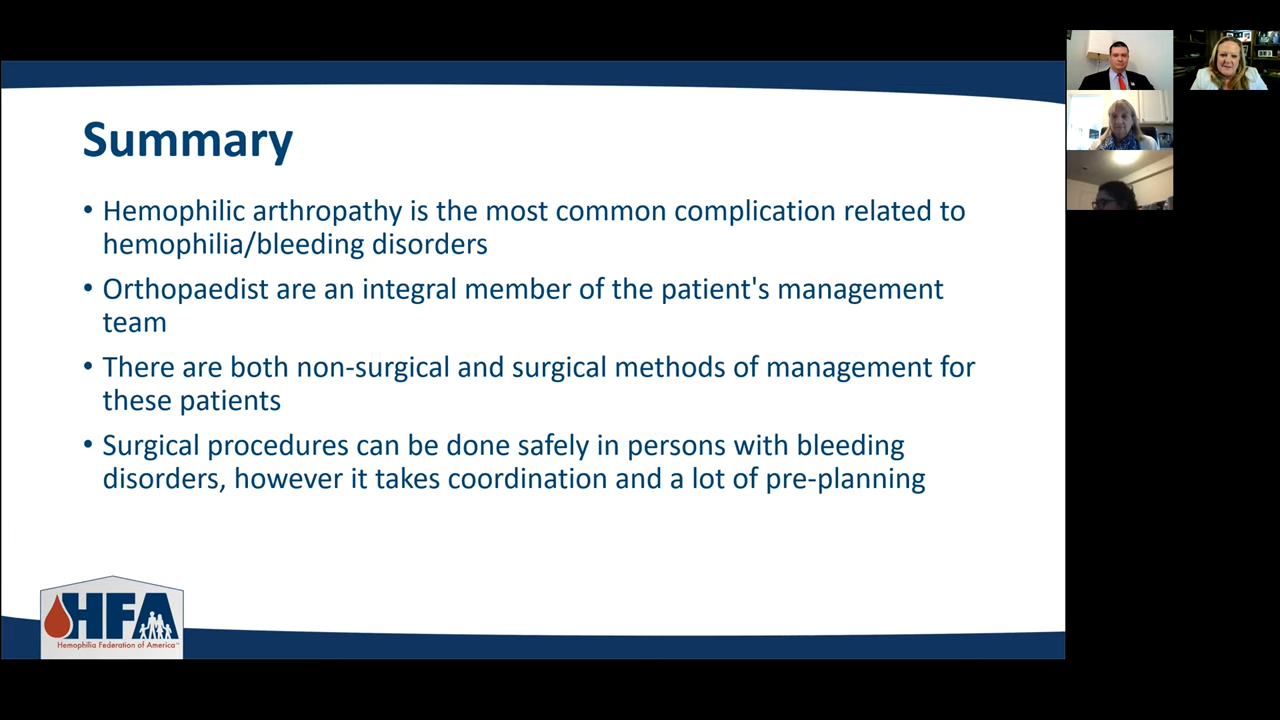 Summary
• Hemophilic arthropathy is the most common complication related to
hemophilia/bleeding disorders
• Orthopaedist are an integral member of the patient's management
team
• There are both non-surgical and surgical methods of management for
these patients
• Surgical procedures can be done safely in persons with bleeding
disorders, however it takes coordination and a lot of pre-planning
HFA
Hemophilia Federation of America™